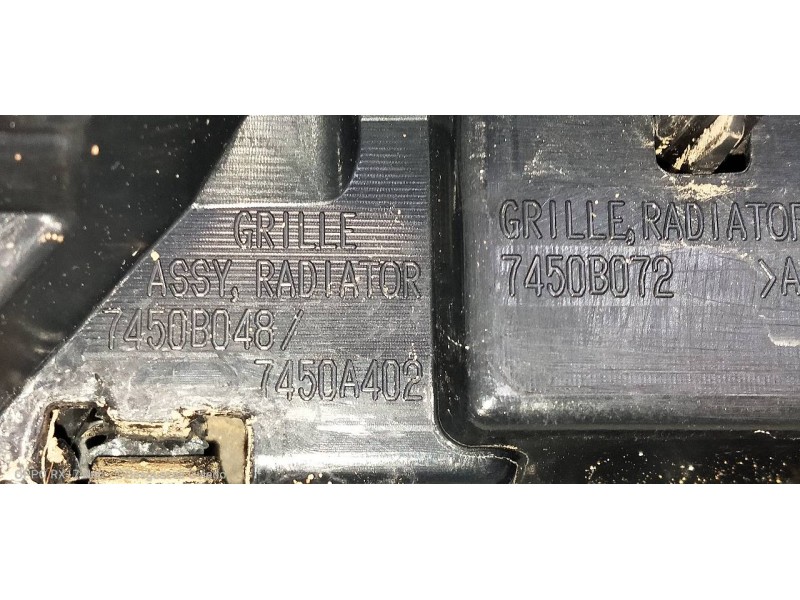 GRILLE
ASSY, RADIATOR
7450B048/
7450A402
GRILLE, RADIATOR
7450B072 >A